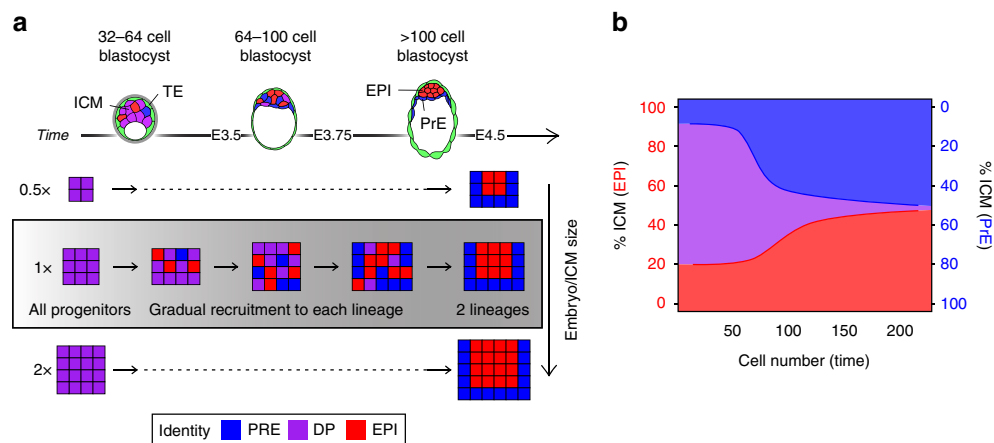 a
32–64 cell
blastocyst
64–100 cell
blastocyst
>100 cell
blastocyst
ICM
TE
EPI
PrE
Time
E3.5
E3.75
E4.5
0.5×
1×
All progenitors
Gradual recruitment to each lineage
2 lineages
2×
Embryo/ICM size
Identity PRE DP EPI
b
% ICM (EPI)
100
80
60
40
20
0
0
20
40
60
80
100
% ICM (PrE)
50 100 150 200
Cell number (time)